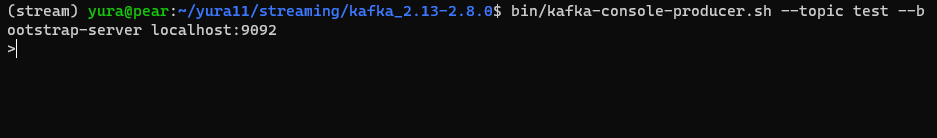 (stream) yura@pear:~/yura11/streaming/kafka_2.13-2.8.0$ bin/kafka-console-producer.sh --topic test --b
ootstrap-server localhost:9092
>